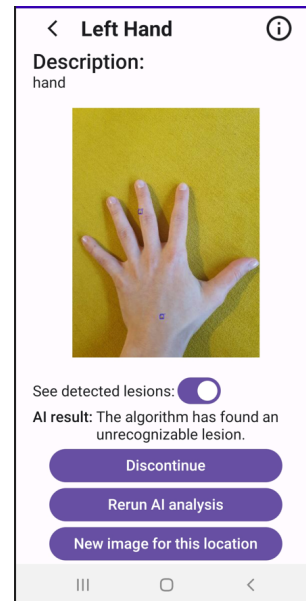 Left Hand
Description:
hand
See detected lesions:
AI result: The algorithm has found an
unrecognizable lesion.
Discontinue
Rerun AI analysis
New image for this location